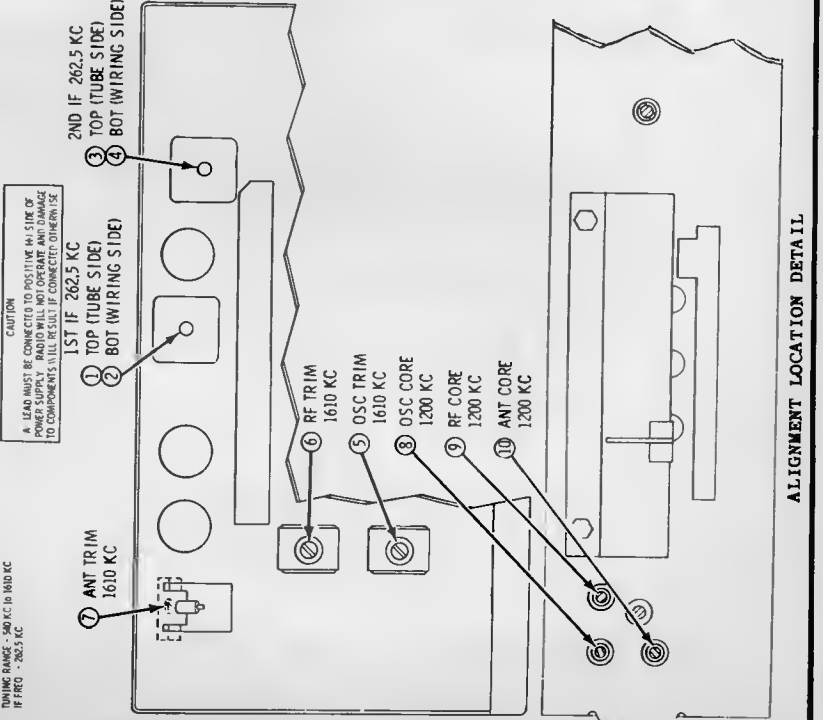 TUNING RANGE - 540 KC to 1610 KC
IF FREQ - 262.5 KC
CAUTION
A LEAD MUST BE CONNECTED TO POSITIVE (+) SIDE OF
POWER SUPPLY RADIO WILL NOT OPERATE AND DAMAGE
TO COMPONENTS WILL RESULT IF CONNECTED OTHERWISE
7 ANT TRIM
1610 KC
1ST IF 262.5 KC
1 TOP (TUBE SIDE)
2 BOT (WIRING SIDE)
2ND IF 262.5 KC
3 TOP (TUBE SIDE)
4 BOT (WIRING SIDE)
6 RF TRIM
1610 KC
5 OSC TRIM
1610 KC
8 OSC CORE
1200 KC
9 RF CORE
1200 KC
10 ANT CORE
1200 KC
ALIGNMENT LOCATION DETAIL